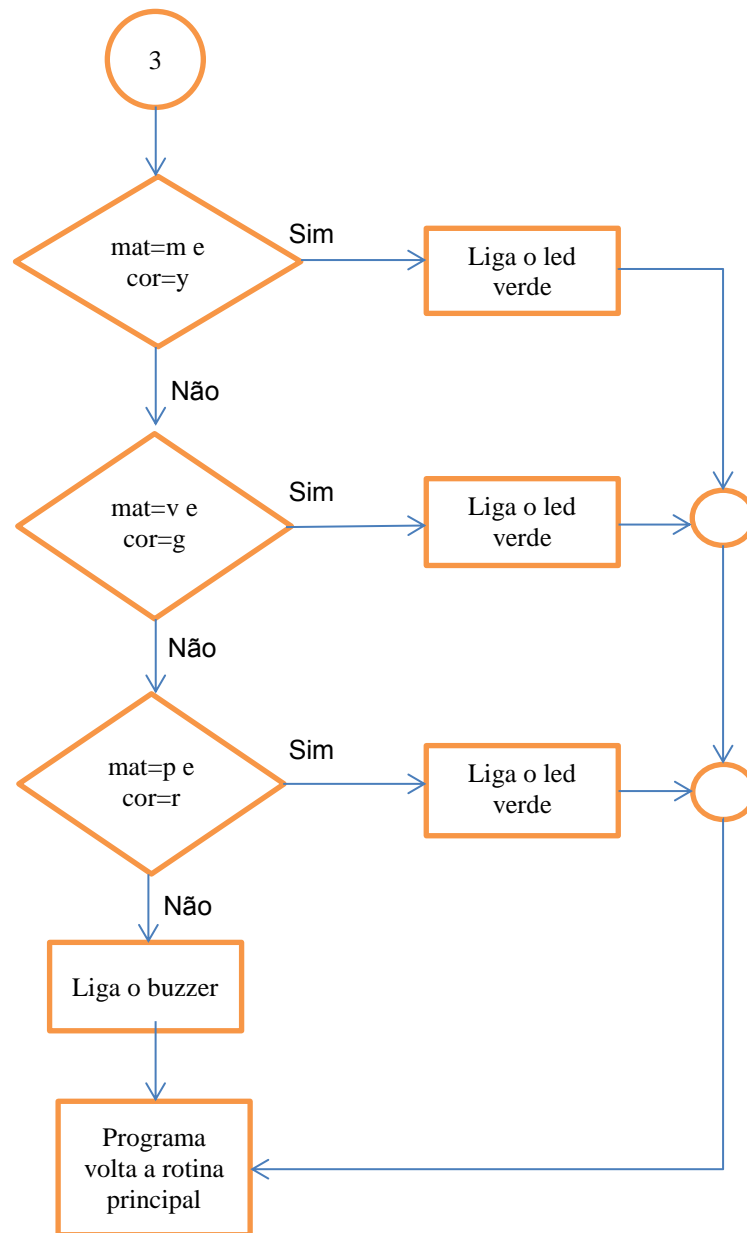 3
mat=m e
cor=y
Sim
Liga o led
verde
Não
mat=v e
cor=g
Sim
Liga o led
verde
Não
mat=p e
cor=r
Sim
Liga o led
verde
Não
Liga o buzzer
Programa
volta a rotina
principal